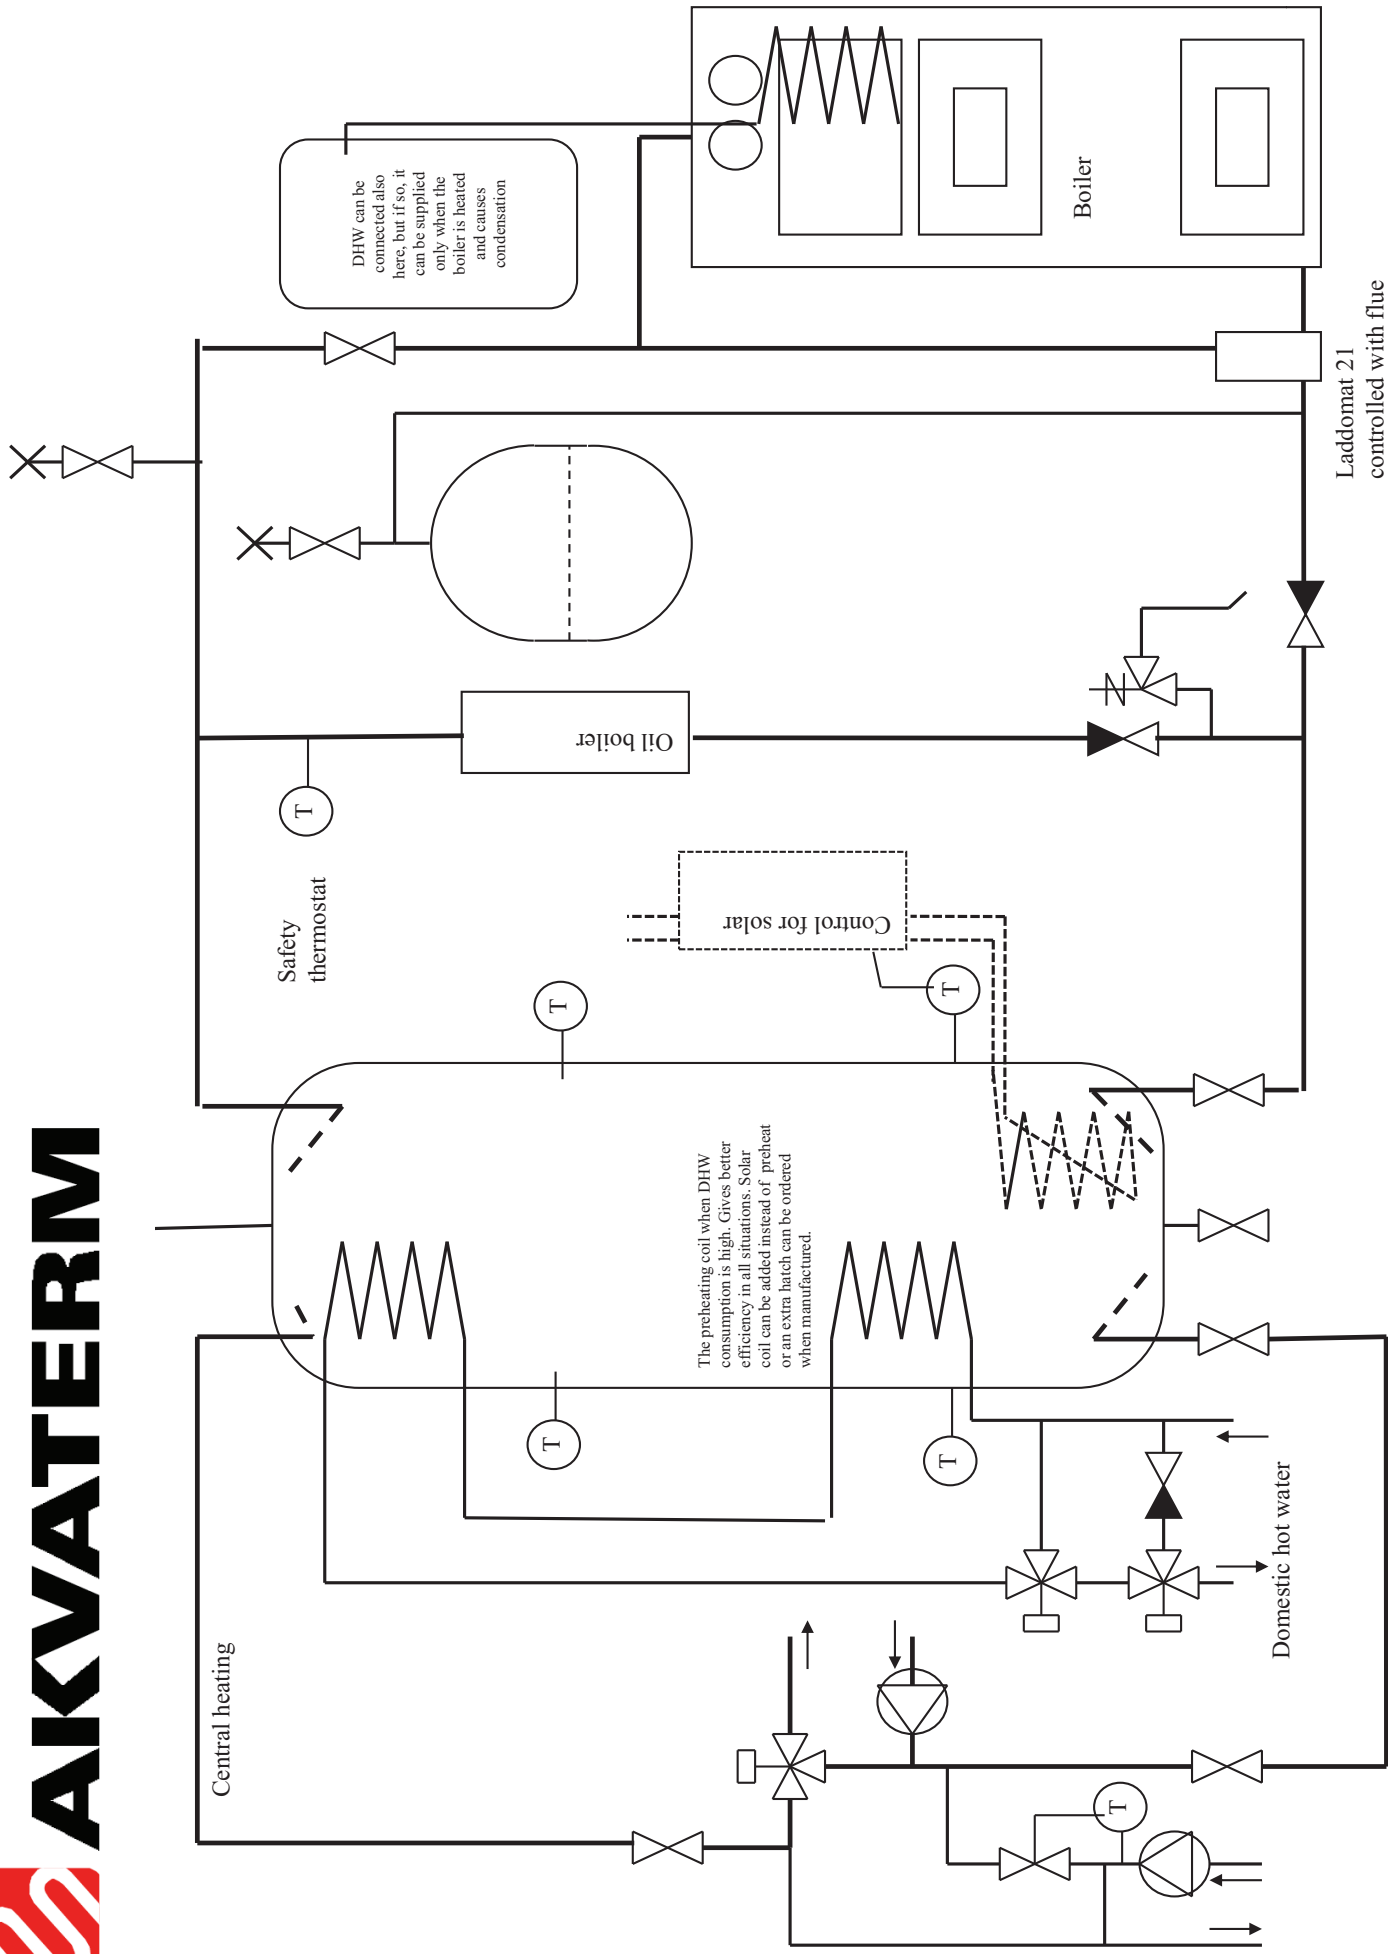 AKVATERM
DHW can be
connected also
here, but if so, it
can be supplied
only when the
boiler is heated
and causes
condensation
Boiler
Laddomat 21
controlled with flue
Oil boiler
T
Safety
thermostat
Control for solar
T
T
The preheating coil when DHW
consumption is high. Gives better
efficiency in all situations. Solar
coil can be added instead of preheat
or an extra hatch can be ordered
when manufactured.
T
T
Domestic hot water
Central heating
T